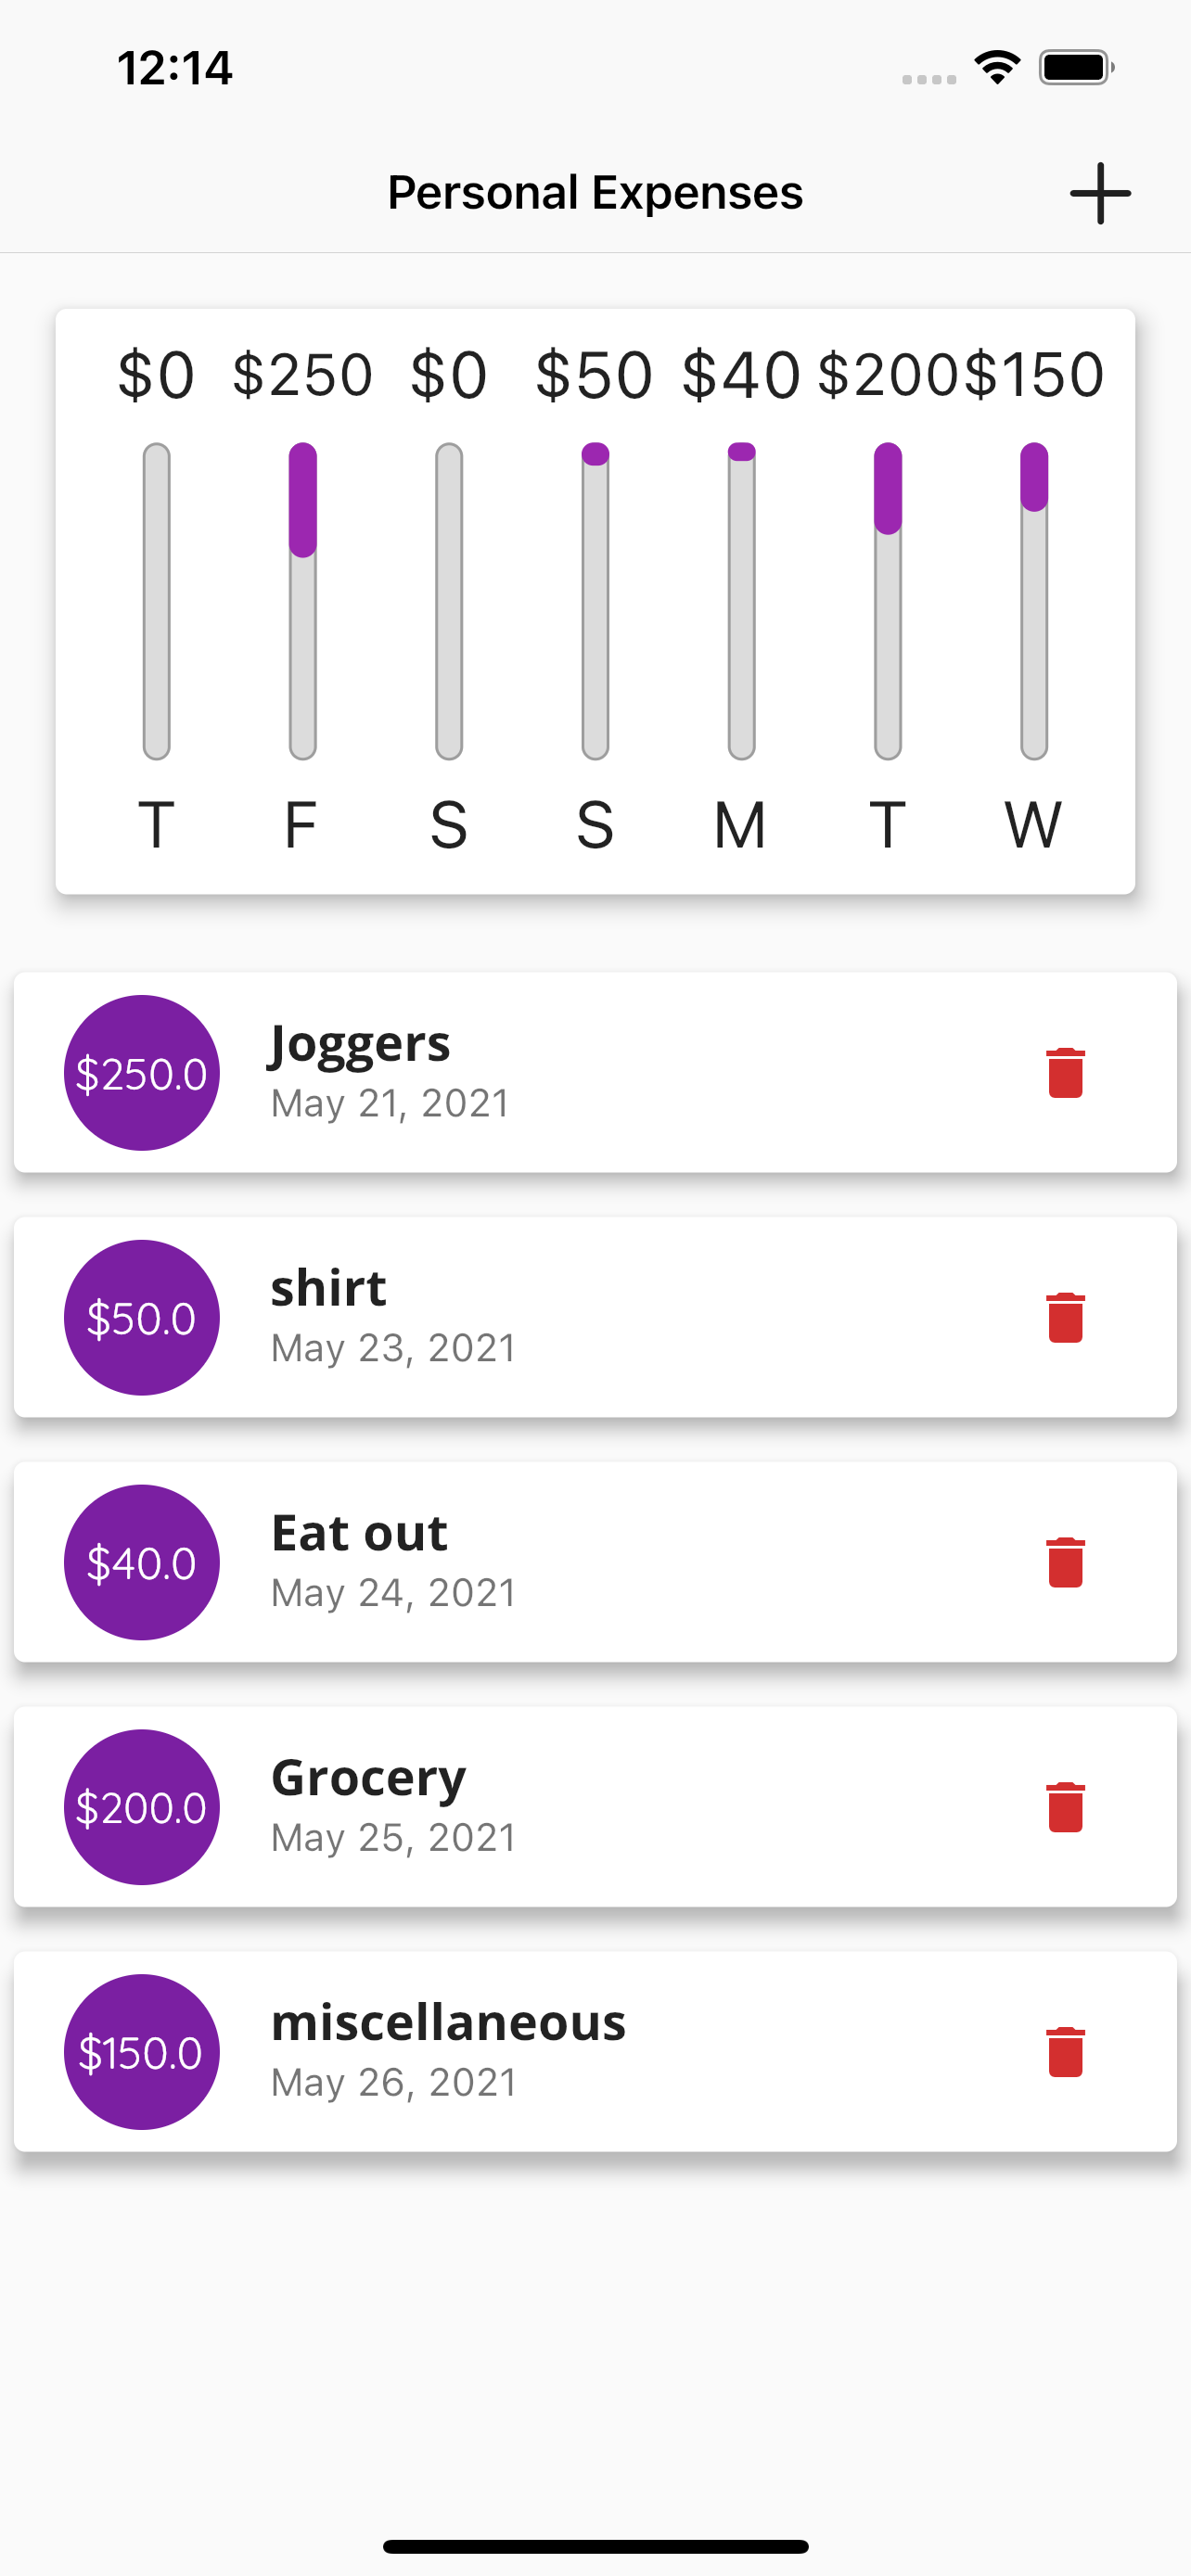 12:14
Personal Expenses
$0 $250 $0 $50 $40 $200 $150
T F S S M T W
$250.0
Joggers
May 21, 2021
$50.0
shirt
May 23, 2021
$40.0
Eat out
May 24, 2021
$200.0
Grocery
May 25, 2021
$150.0
miscellaneous
May 26, 2021